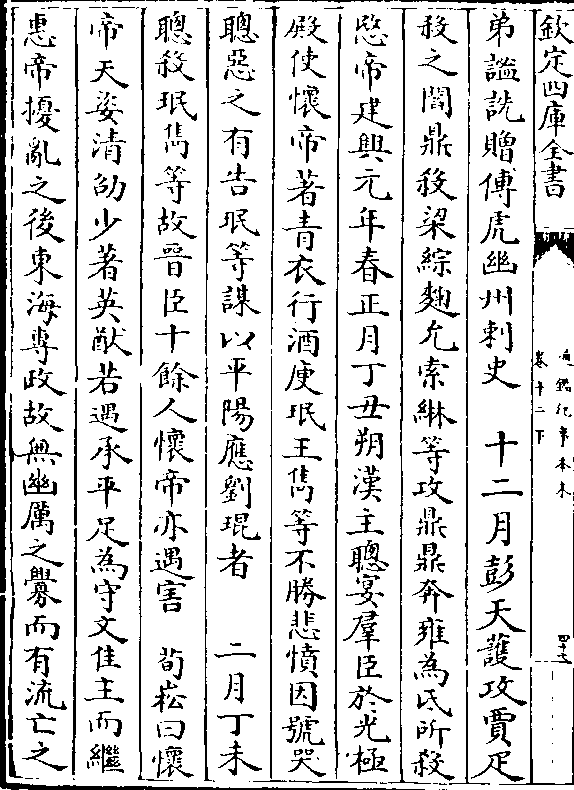 欽定四庫全書
通鑑紀事本末
卷十二下
弟謚詵贈傅虎幽州刺史　十二月彭天護攻賈疋
殺之閻鼎殺梁綜麴允索綝等攻鼎鼎奔雍為氐所殺
愍帝建興元年春正月丁丑朔漢主聰宴羣臣於光極
殿使懷帝著青衣行酒庾珉王雋等不勝悲憤因號哭
聰惡之有告珉等謀以平陽應劉琨者　二月丁未
聰殺珉雋等故晉臣十餘人懷帝亦遇害　荀崧曰懷
帝天姿清劭少著英猷若遇承平足為守文佳主而繼
惠帝擾亂之後東海專政故無幽厲之釁而有流亡之